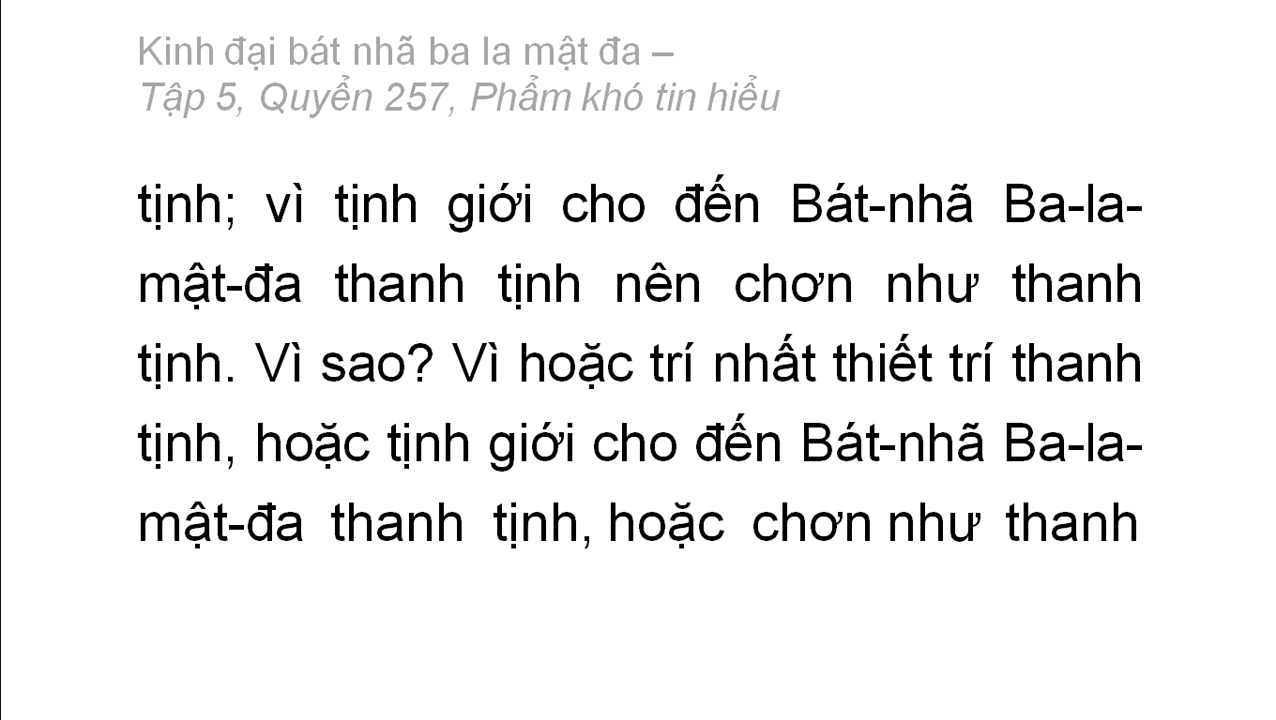 Kinh đại bát nhã ba la mật đa –
Tập 5, Quyển 257, Phẩm khó tin hiểu
tịnh; vì tịnh giới cho đến Bát-nhã Ba-la-
mật-đa thanh tịnh nên chơn như thanh
tịnh. Vì sao? Vì hoặc trí nhất thiết trí thanh
tịnh, hoặc tịnh giới cho đến Bát-nhã Ba-la-
mật-đa thanh tịnh, hoặc chơn như thanh